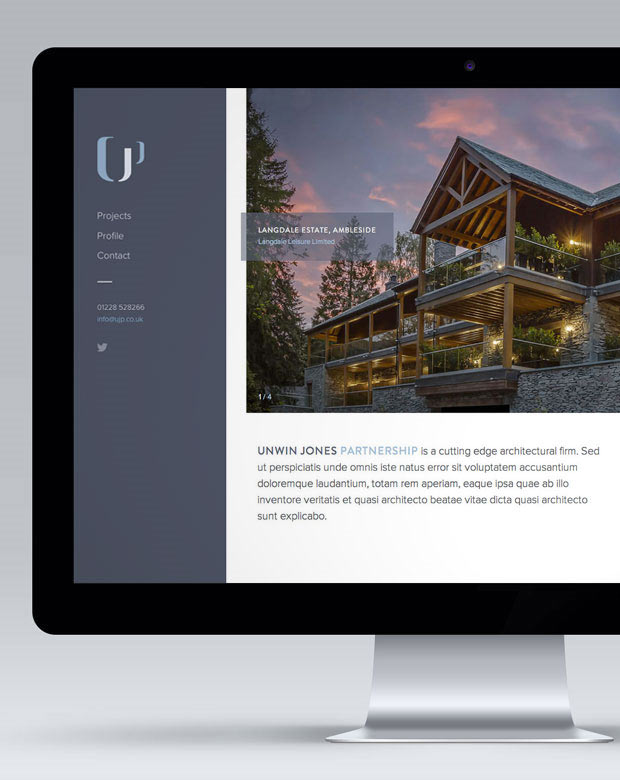 UJP
Projects
Profile
Contact
01228 528266
info@ujp.co.uk
LANGDALE ESTATE, AMBLESIDE
Langdale Leisure Limited
1 / 4
UNWIN JONES PARTNERSHIP is a cutting edge architectural firm. Sed
ut perspiciatis unde omnis iste natus error sit voluptatem accusantium
doloremque laudantium, totam rem aperiam, eaque ipsa quae ab illo
inventore veritatis et quasi architecto beatae vitae dicta quasi architecto
sunt explicabo.